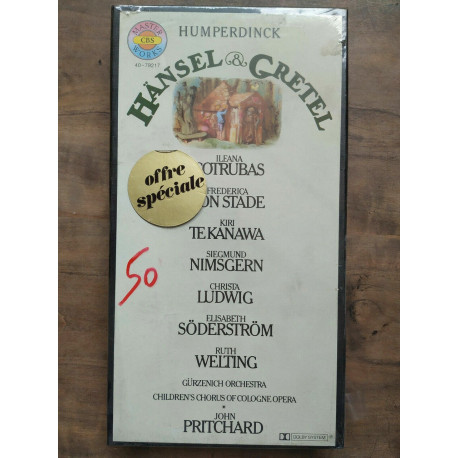 MASTER
CBS
WORKS
40-79217
HUMPERDINCK
HÄNSEL & GRETEL
offre
spéciale
ILEANA
COTRUBAS
FREDERICA
VON STADE
KIRI
TE KANAWA
SIEGMUND
NIMSGERN
50
CHRISTA
LUDWIG
ELISABETH
SÖDERSTRÖM
RUTH
WELTING
GÜRZENICH ORCHESTRA
CHILDREN'S CHORUS OF COLOGNE OPERA
JOHN
PRITCHARD
DOLBY SYSTEM